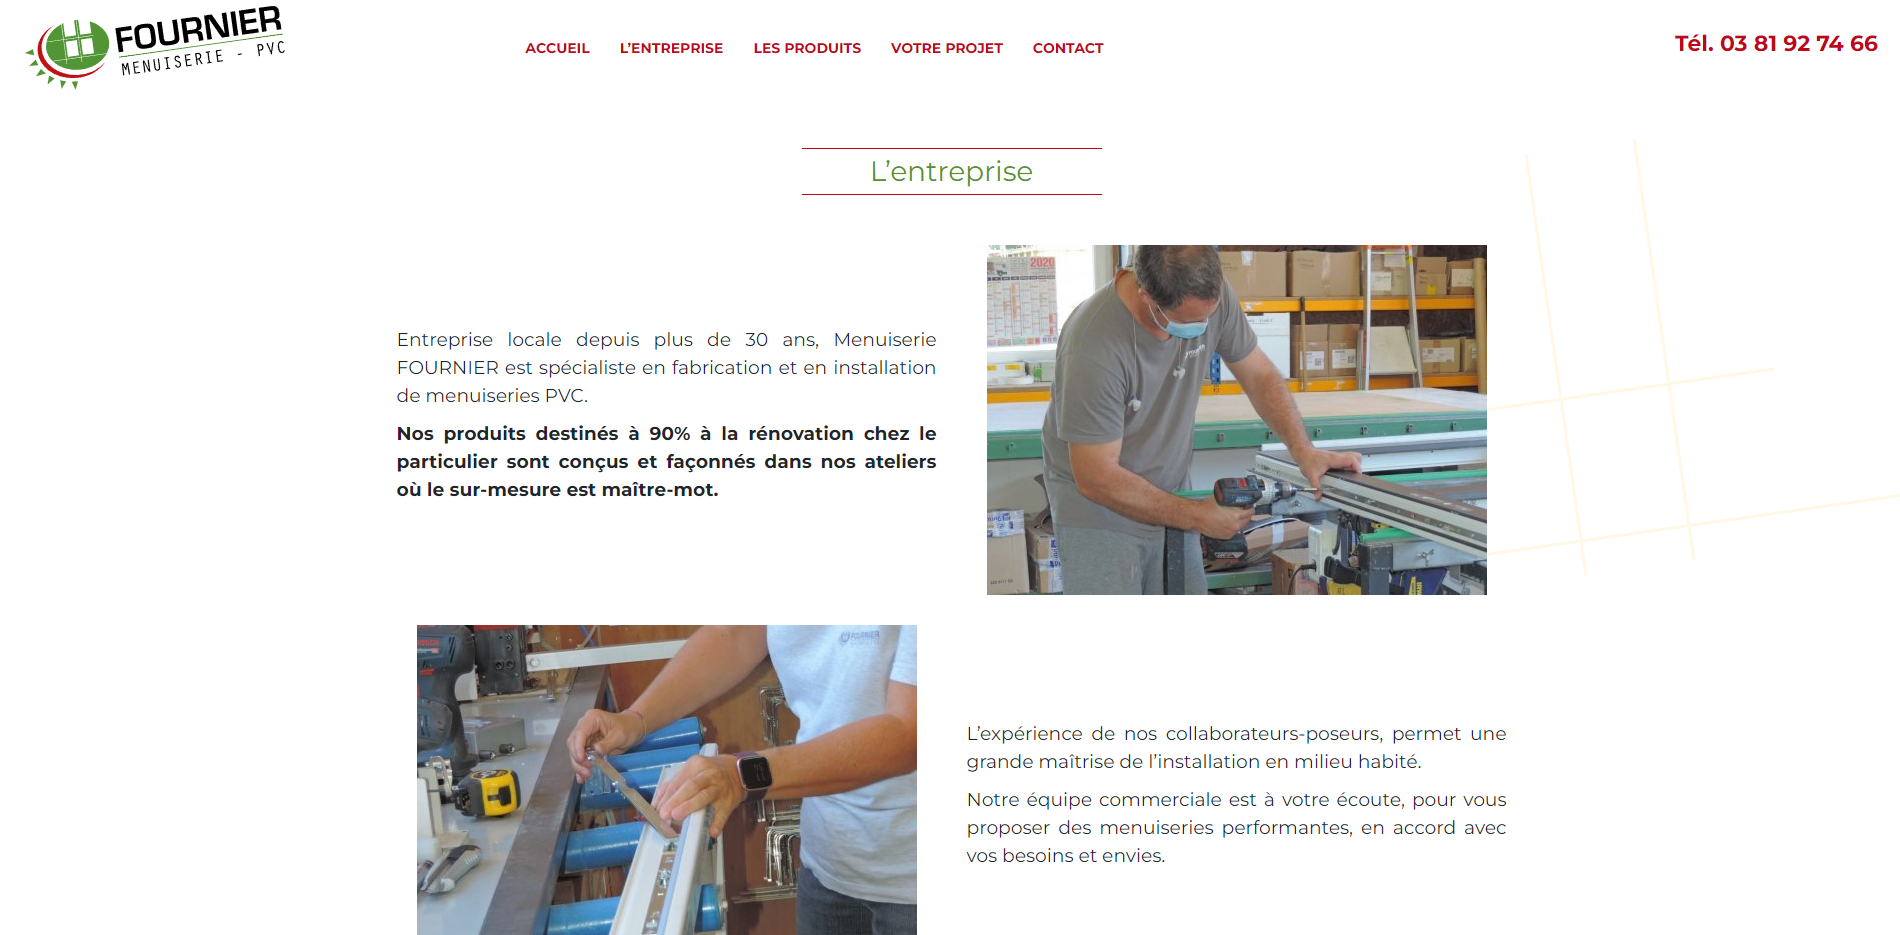 FOURNIER
MENUISERIE - PVC
ACCUEIL
L’ENTREPRISE
LES PRODUITS
VOTRE PROJET
CONTACT
Tél. 03 81 92 74 66
L’entreprise
Entreprise locale depuis plus de 30 ans, Menuiserie
FOURNIER est spécialiste en fabrication et en installation
de menuiseries PVC.
Nos produits destinés à 90% à la rénovation chez le
particulier sont conçus et façonnés dans nos ateliers
où le sur-mesure est maître-mot.
2020
FOURNIER
L’expérience de nos collaborateurs-poseurs, permet une
grande maîtrise de l’installation en milieu habité.
Notre équipe commerciale est à votre écoute, pour vous
proposer des menuiseries performantes, en accord avec
vos besoins et envies.